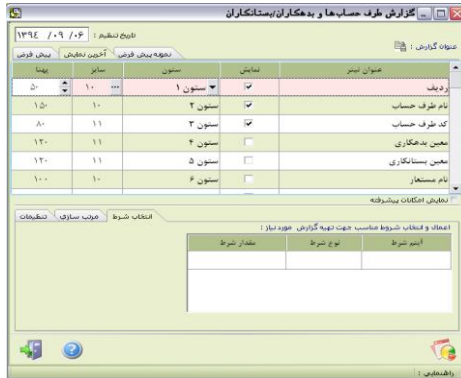 گزارش طرف حساب‌ها و بدهکاران/بستانکاران
تاریخ تنظیم : ۱۳۹۴ /۰۹/ ۰۶
عنوان گزارش :
نمونه پیش فرض آخرین نمایش پیش فرض
عنوان تیتر نمایش ستون سایز پهنا
ردیف ستون ۱ ۱۰ ۵۰
نام طرف حساب ستون ۲ ۱۰ ۱۵۰
کد طرف حساب ستون ۳ ۱۱ ۸۰
معین بدهکاری ستون ۴ ۱۱ ۱۲۰
معین بستانکاری ستون ۵ ۱۱ ۱۲۰
نام مستعار ستون ۶ ۱۰ ۱۰۰
نمایش امکانات پیشرفته
انتخاب شرط مرتب سازی تنظیمات
اعمال و انتخاب شروط مناسب جهت تهیه گزارش مورد نیاز :
آیتم شرط نوع شرط مقدار شرط
راهنمایی :